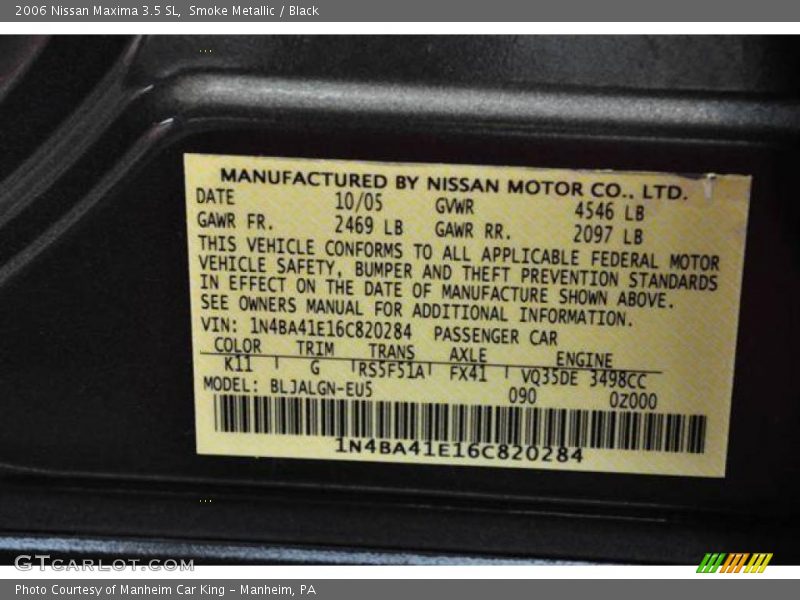 2006 Nissan Maxima 3.5 SL, Smoke Metallic / Black
MANUFACTURED BY NISSAN MOTOR CO., LTD.
DATE 10/05 GVWR 4546 LB
GAWR FR. 2469 LB GAWR RR. 2097 LB
THIS VEHICLE CONFORMS TO ALL APPLICABLE FEDERAL MOTOR
VEHICLE SAFETY, BUMPER AND THEFT PREVENTION STANDARDS
IN EFFECT ON THE DATE OF MANUFACTURE SHOWN ABOVE.
SEE OWNERS MANUAL FOR ADDITIONAL INFORMATION.
VIN: 1N4BA41E16C820284 PASSENGER CAR
COLOR TRIM TRANS AXLE ENGINE
K11 G RS5F51A FX41 VQ35DE 3498CC
MODEL: BLJALGN-EU5 090 0Z000
1N4BA41E16C820284
GTCARLOT.COM
Photo Courtesy of Manheim Car King - Manheim, PA